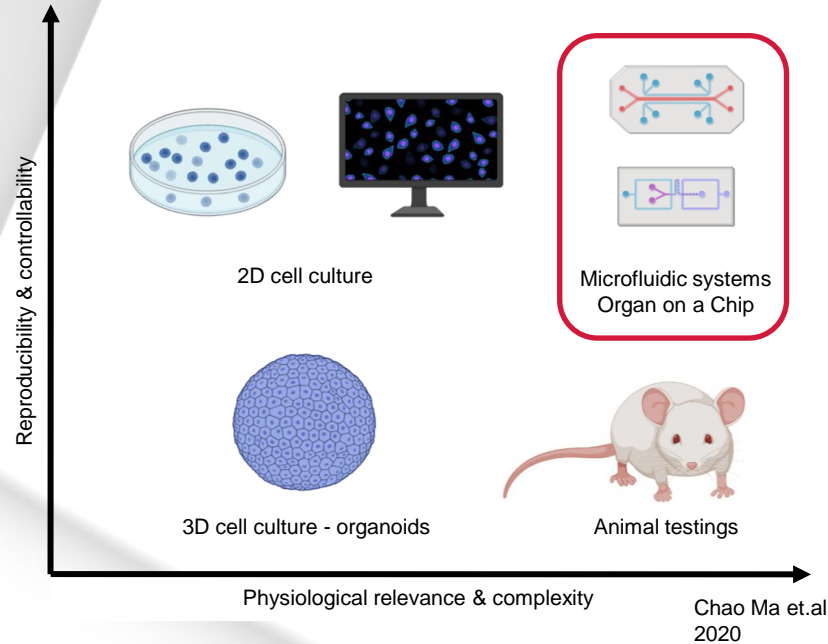 Reproducibility & controllability
2D cell culture
Microfluidic systems
Organ on a Chip
3D cell culture - organoids
Animal testings
Physiological relevance & complexity
Chao Ma et.al
2020